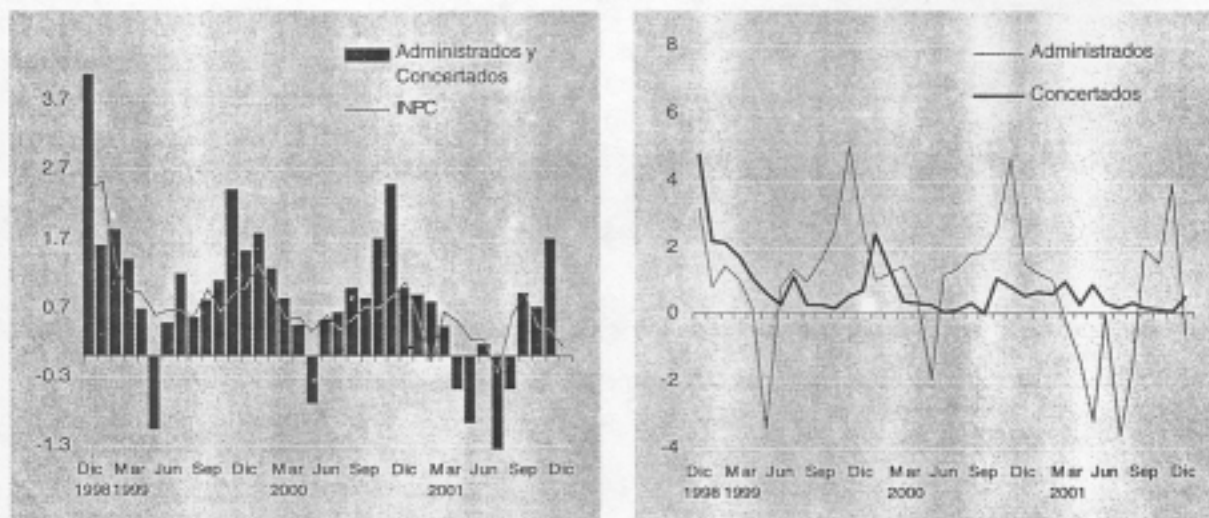 Administrados y
Concertados
INPC
3.7
2.7
1.7
0.7
-0.3
-1.3
Dic Mar Jun Sep Dic Mar Jun Sep Dic Mar Jun Sep Dic
1998 1999 2000 2001
Administrados
Concertados
8
6
4
2
0
-2
-4
Dic Mar Jun Sep Dic Mar Jun Sep Dic Mar Jun Sep Dic
1998 1999 2000 2001